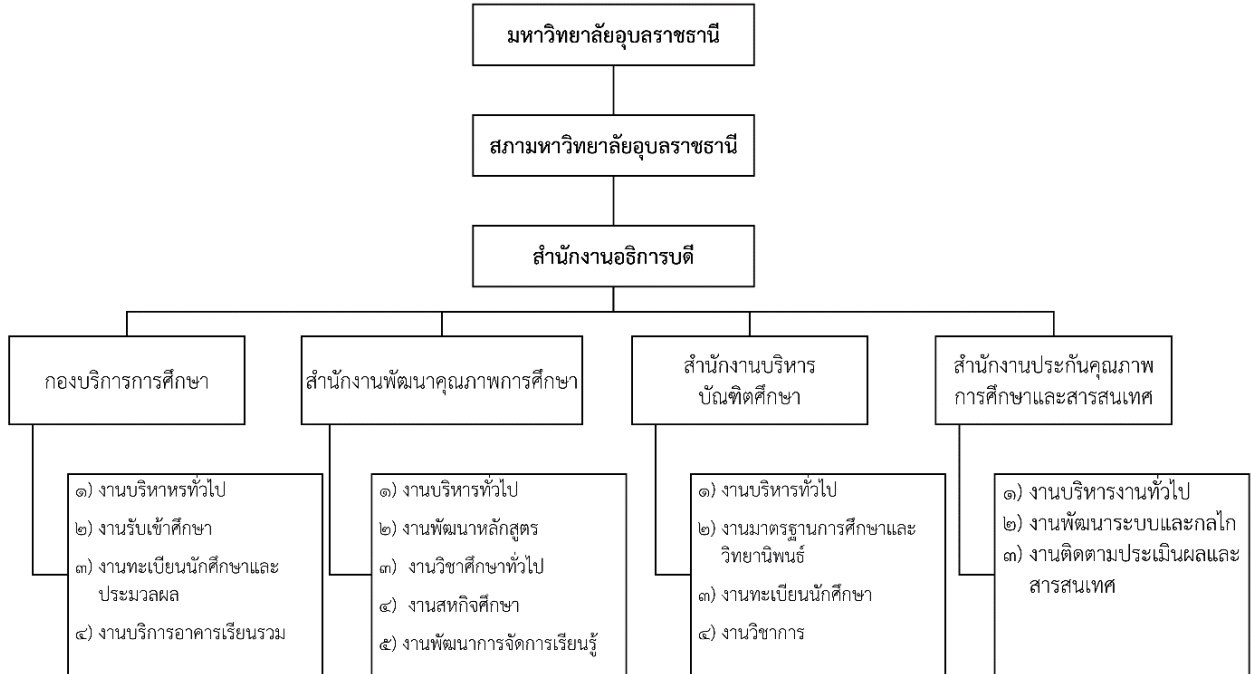 มหาวิทยาลัยอุบลราชธานี
สภามหาวิทยาลัยอุบลราชธานี
สำนักงานอธิการบดี
กองบริการการศึกษา
สำนักงานพัฒนาคุณภาพการศึกษา
สำนักงานบริหาร
บัณฑิตศึกษา
สำนักงานประกันคุณภาพ
การศึกษาและสารสนเทศ
๑) งานบริหาหรทั่วไป
๒) งานรับเข้าศึกษา
๓) งานทะเบียนนักศึกษาและ
ประมวลผล
๔) งานบริการอาคารเรียนรวม
๑) งานบริหารทั่วไป
๒) งานพัฒนาหลักสูตร
๓) งานวิชาศึกษาทั่วไป
๔) งานสหกิจศึกษา
๕) งานพัฒนาการจัดการเรียนรู้
๑) งานบริหารทั่วไป
๒) งานมาตรฐานการศึกษาและ
วิทยานิพนธ์
๓) งานทะเบียนนักศึกษา
๔) งานวิชาการ
๑) งานบริหารงานทั่วไป
๒) งานพัฒนาระบบและกลไก
๓) งานติดตามประเมินผลและ
สารสนเทศ